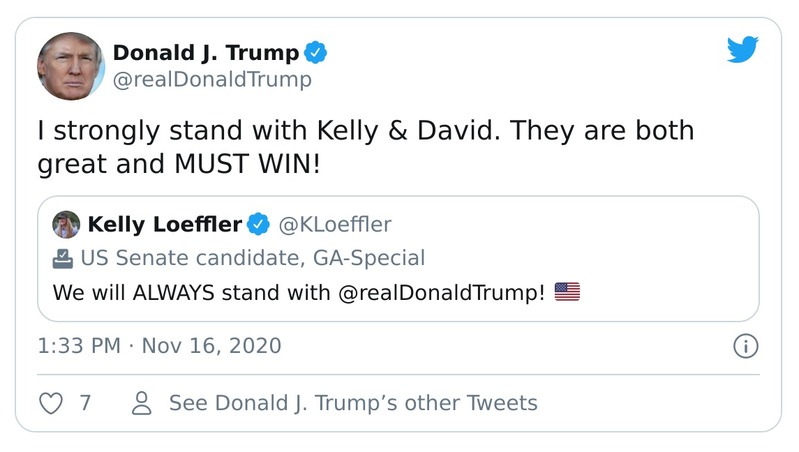 Donald J. Trump
@realDonaldTrump
I strongly stand with Kelly & David. They are both
great and MUST WIN!
Kelly Loeffler @KLoeffler
US Senate candidate, GA-Special
We will ALWAYS stand with @realDonaldTrump! 🇺🇸
1:33 PM · Nov 16, 2020
7 See Donald J. Trump’s other Tweets